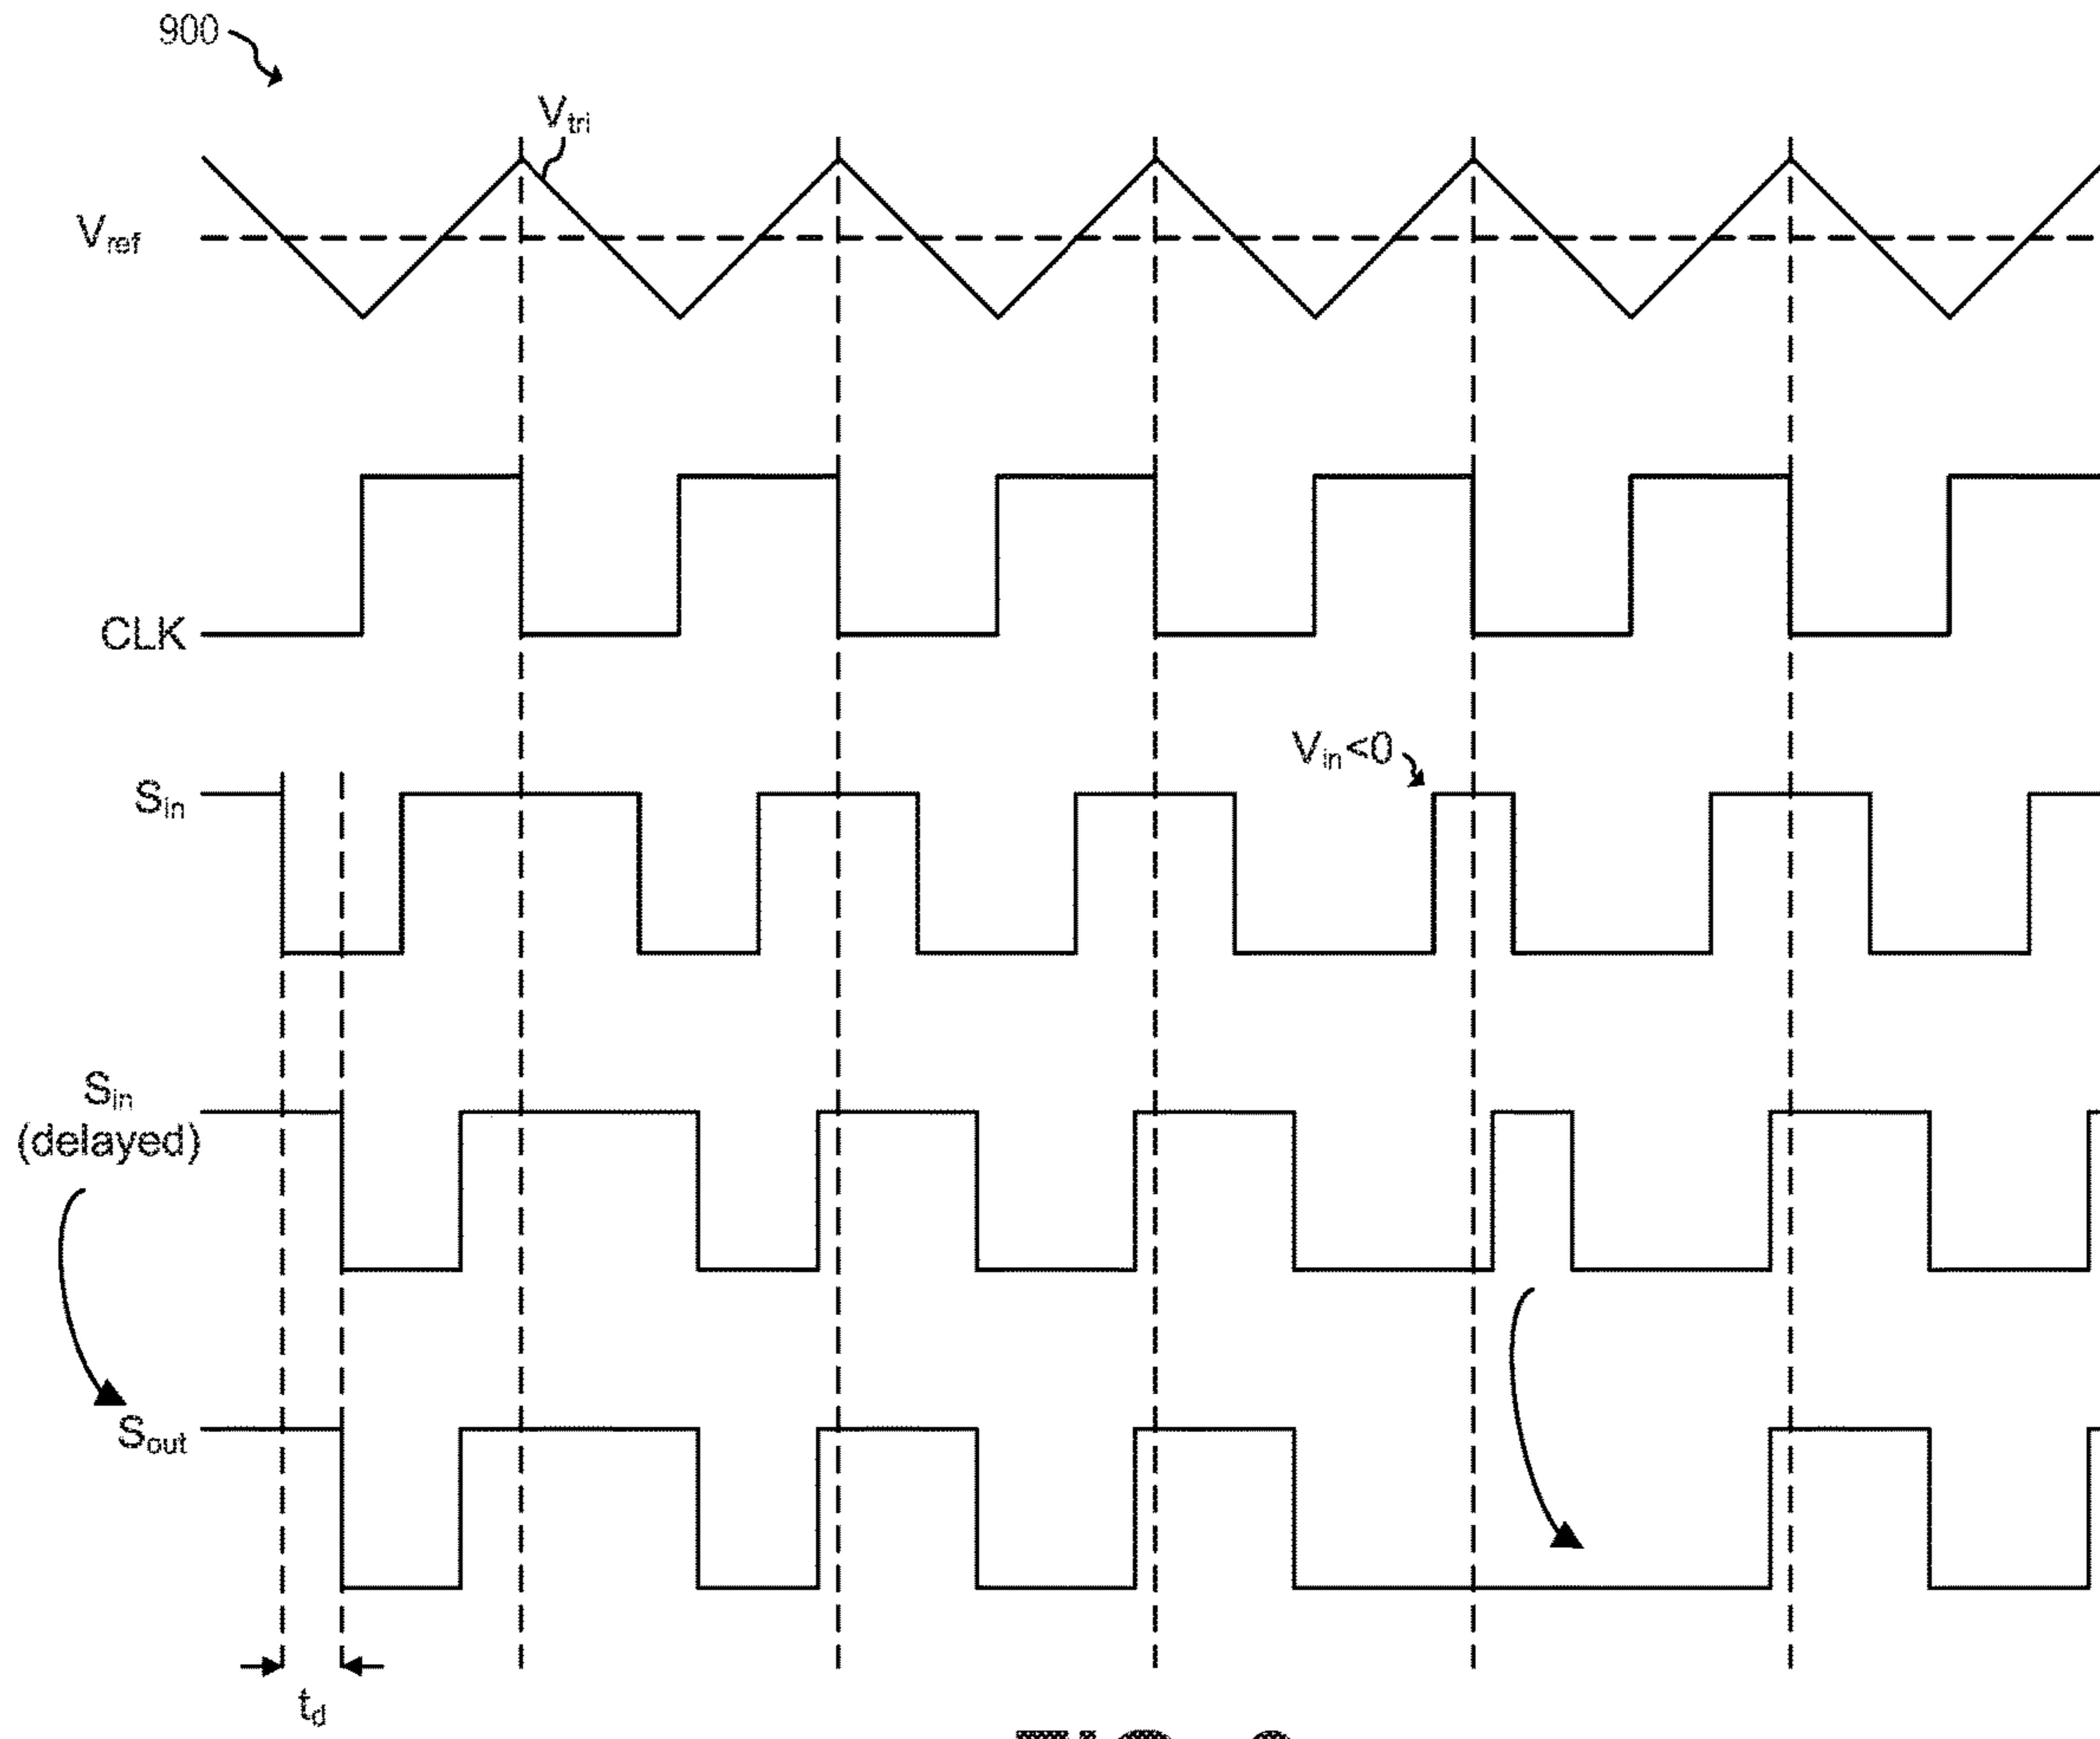 900
Vtri
Vref
CLK
Vin<0
Sin
Sin
(delayed)
Sout
td